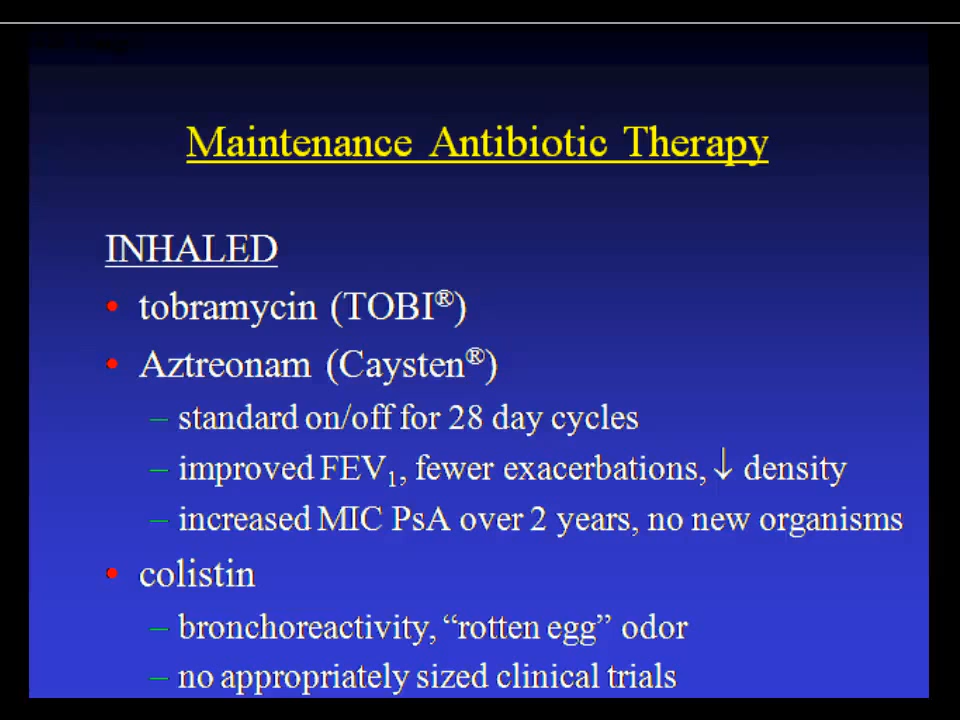 Maintenance Antibiotic Therapy
INHALED
• tobramycin (TOBI®)
• Aztreonam (Caysten®)
– standard on/off for 28 day cycles
– improved FEV₁, fewer exacerbations, ↓ density
– increased MIC PsA over 2 years, no new organisms
• colistin
– bronchoreactivity, “rotten egg” odor
– no appropriately sized clinical trials